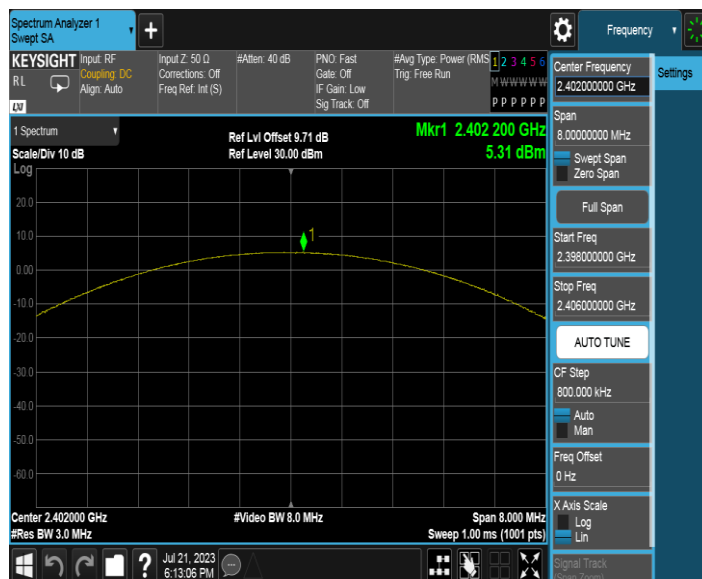 Spectrum Analyzer 1
Swept SA
Frequency
KEYSIGHT
Input: RF
Input Z: 50 Ω
#Atten: 40 dB
PNO: Fast
#Avg Type: Power (RMS
1 2 3 4 5 6
R L
Coupling: DC
Corrections: Off
Gate: Off
Trig: Free Run
M W W W W W
Align: Auto
Freq Ref: Int (S)
IF Gain: Low
Sig Track: Off
P P P P P P
LXI
1 Spectrum
Ref Lvl Offset 9.71 dB
Mkr1 2.402 200 GHz
Scale/Div 10 dB
Ref Level 30.00 dBm
5.31 dBm
Log
20.0
10.0
1
0.00
-10.0
-20.0
-30.0
-40.0
-50.0
-60.0
Center 2.402000 GHz
#Video BW 8.0 MHz
Span 8.000 MHz
#Res BW 3.0 MHz
Sweep 1.00 ms (1001 pts)
?
Jul 21, 2023
6:13:06 PM
Center Frequency
2.402000000 GHz
Settings
Span
8.00000000 MHz
Swept Span
Zero Span
Full Span
Start Freq
2.398000000 GHz
Stop Freq
2.406000000 GHz
AUTO TUNE
CF Step
800.000 kHz
Auto
Man
Freq Offset
0 Hz
X Axis Scale
Log
Lin
Signal Track
(Span Zoom)